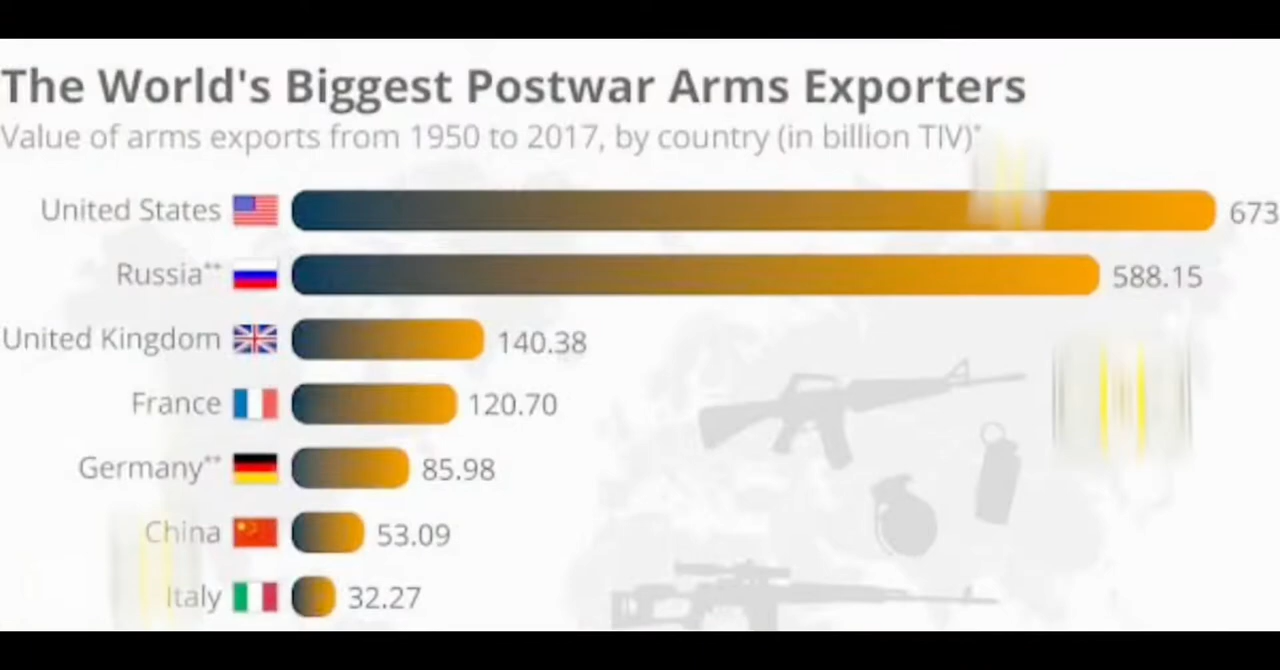 The World's Biggest Postwar Arms Exporters
Value of arms exports from 1950 to 2017, by country (in billion TIV)*
United States 673
Russia** 588.15
United Kingdom 140.38
France 120.70
Germany** 85.98
China 53.09
Italy 32.27